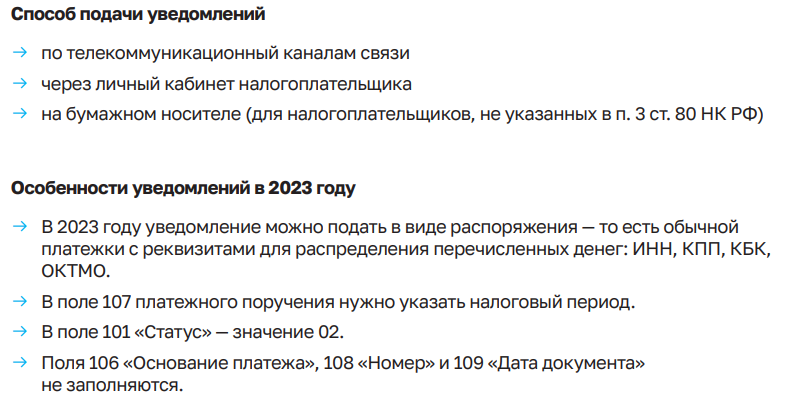 Способ подачи уведомлений
→ по телекоммуникационный каналам связи
→ через личный кабинет налогоплательщика
→ на бумажном носителе (для налогоплательщиков, не указанных в п. 3 ст. 80 НК РФ)
Особенности уведомлений в 2023 году
→ В 2023 году уведомление можно подать в виде распоряжения — то есть обычной
платежки с реквизитами для распределения перечисленных денег: ИНН, КПП, КБК,
ОКТМО.
→ В поле 107 платежного поручения нужно указать налоговый период.
→ В поле 101 «Статус» — значение 02.
→ Поля 106 «Основание платежа», 108 «Номер» и 109 «Дата документа»
не заполняются.